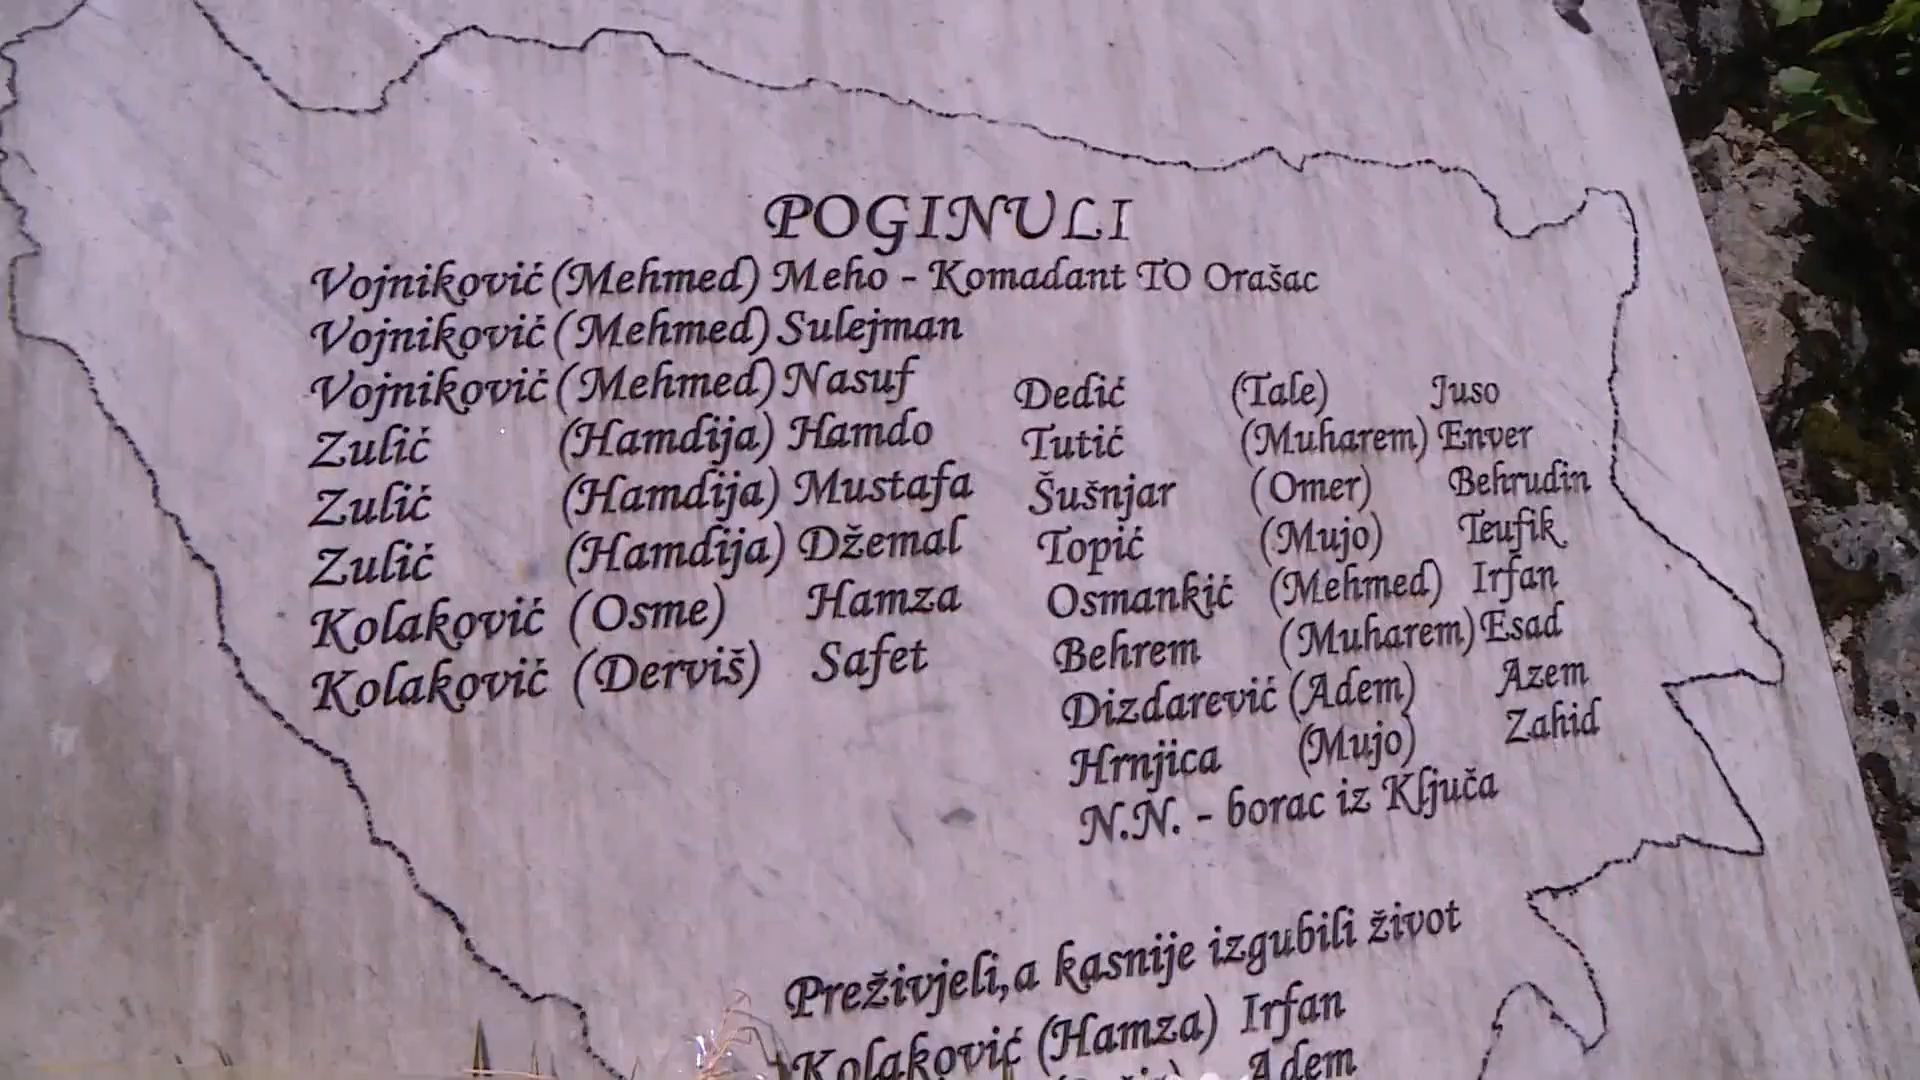 POGINULI
Vojniković (Mehmed) Meho - Komadant TO Orašac
Vojniković (Mehmed) Sulejman
Vojniković (Mehmed) Nasuf
Zulić (Hamdija) Hamdo
Zulić (Hamdija) Mustafa
Zulić (Hamdija) Džemal
Kolaković (Osme) Hamza
Kolaković (Derviš) Safet
Dedić (Tale) Juso
Tutić (Muharem) Enver
Šušnjar (Omer) Behrudin
Topić (Mujo) Teufik
Osmankić (Mehmed) Irfan
Behrem (Muharem) Esad
Dizdarević (Adem) Azem
Hrnjica (Mujo) Zahid
N.N. - borac iz Ključa
Preživjeli, a kasnije izgubili život
Kolaković (Hamza) Irfan
Adem